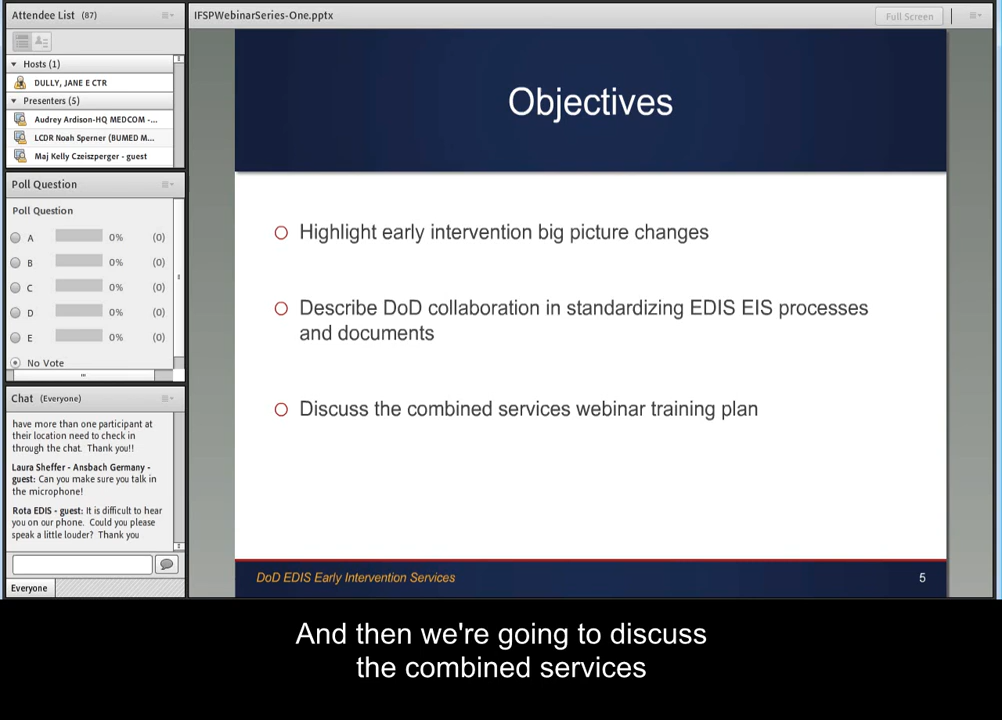 Attendee List (87)
Hosts (1)
DULLY, JANE E CTR
Presenters (5)
Audrey Ardison-HQ MEDCOM -...
LCDR Noah Sperner (BUMED M...
Maj Kelly Czeiszperger - guest
Poll Question
Poll Question
A 0% (0)
B 0% (0)
C 0% (0)
D 0% (0)
E 0% (0)
No Vote
Chat (Everyone)
have more than one participant at
their location need to check in
through the chat. Thank you!!
Laura Sheffer - Ansbach Germany -
guest: Can you make sure you talk in
the microphone!
Rota EDIS - guest: It is difficult to hear
you on our phone. Could you please
speak a little louder? Thank you
Everyone
IFSPWebinarSeries-One.pptx
Full Screen
Objectives
Highlight early intervention big picture changes
Describe DoD collaboration in standardizing EDIS EIS processes
and documents
Discuss the combined services webinar training plan
DoD EDIS Early Intervention Services
5
And then we're going to discuss
the combined services